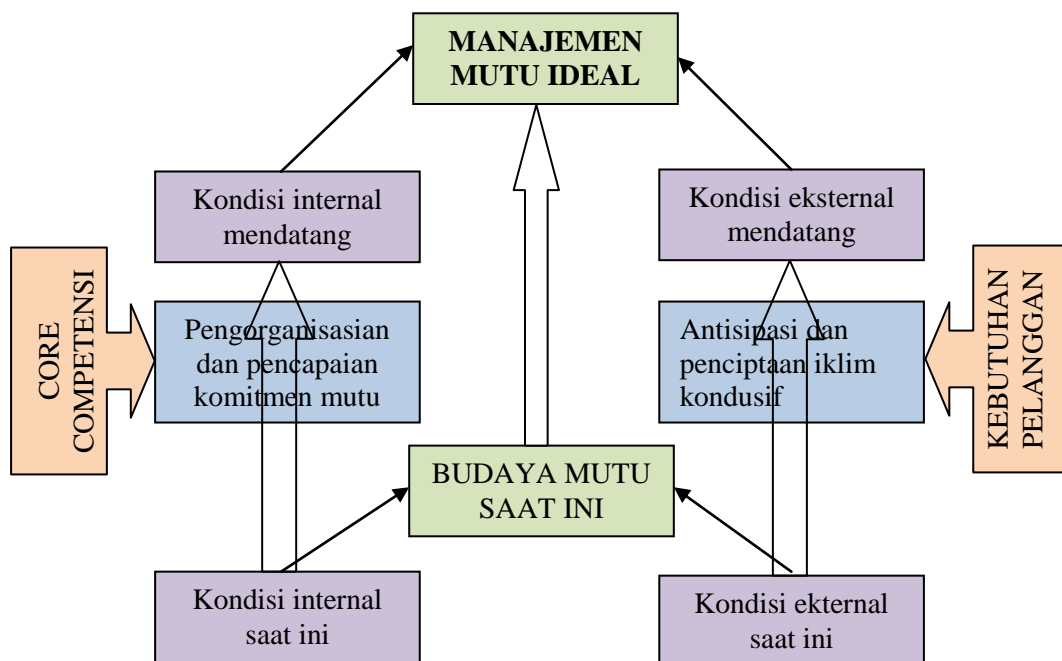 MANAJEMEN
MUTU IDEAL
Kondisi internal
mendatang
Kondisi eksternal
mendatang
CORE
COMPETENSI
Pengorganisasian
dan pencapaian
komitmen mutu
Antisipasi dan
penciptaan iklim
kondusif
KEBUTUHAN
PELANGGAN
BUDAYA MUTU
SAAT INI
Kondisi internal
saat ini
Kondisi ekternal
saat ini